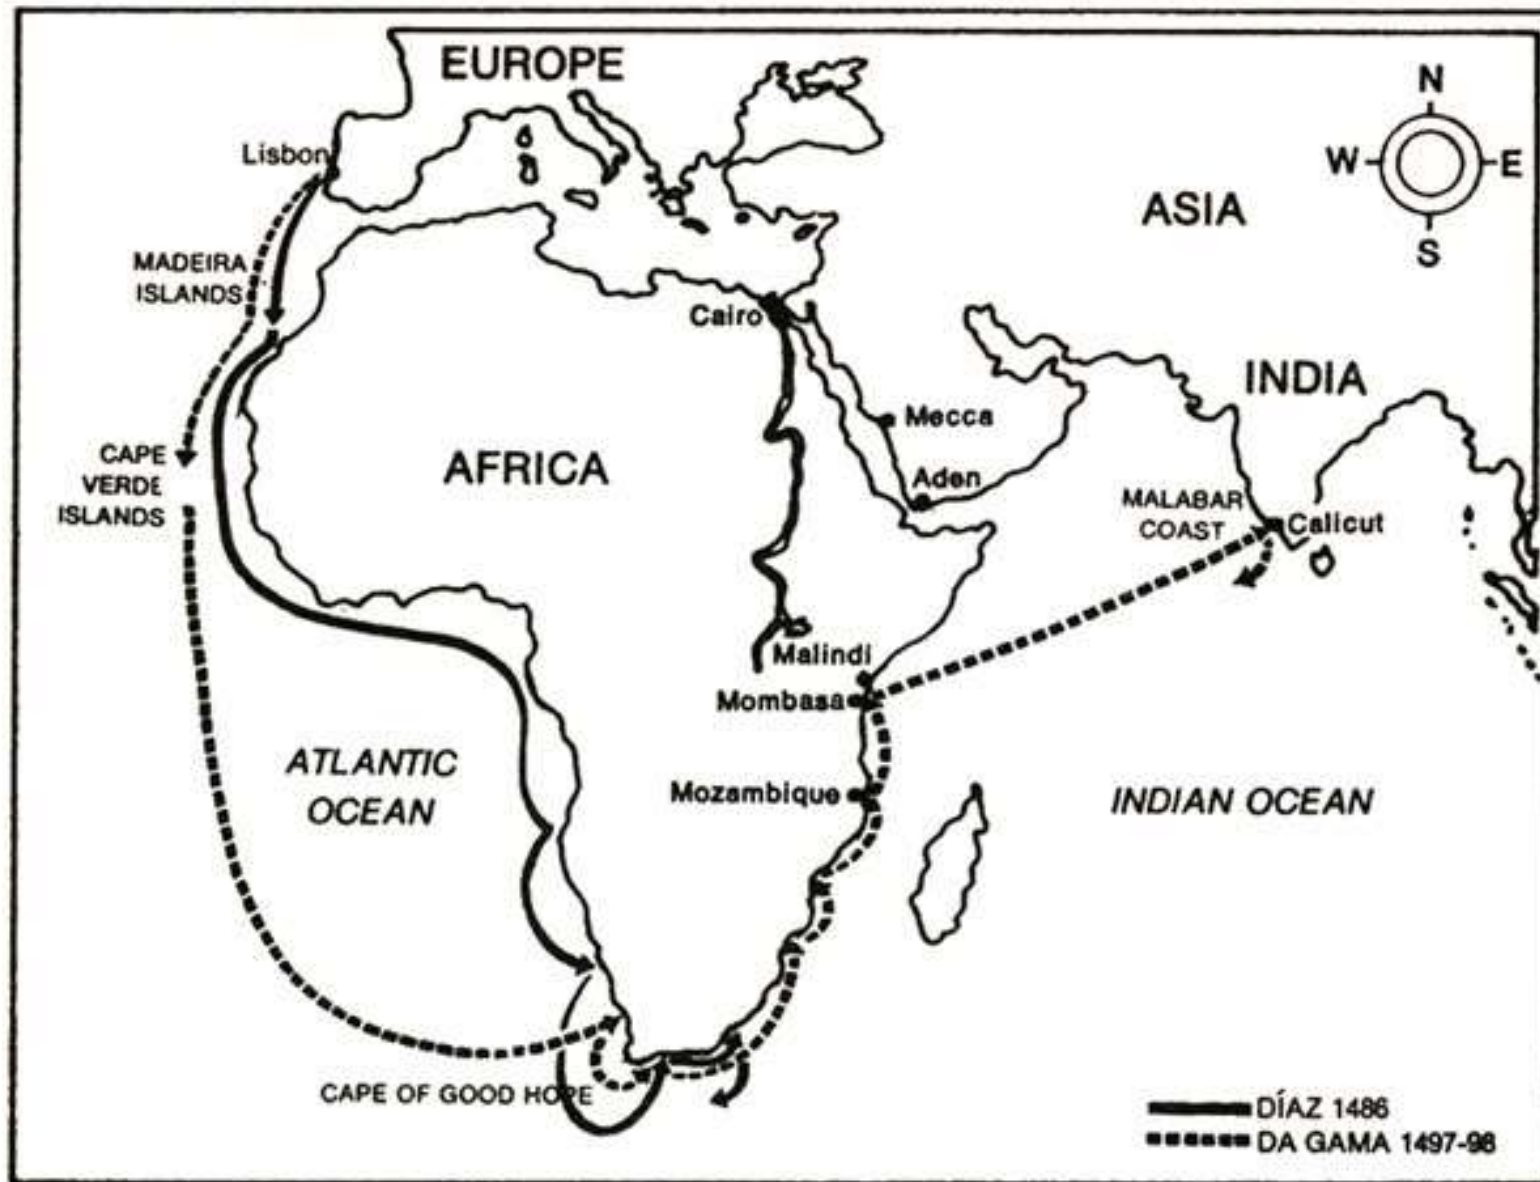 EUROPE
N
W
E
S
Lisbon
ASIA
MADEIRA
ISLANDS
Cairo
INDIA
Mecca
CAPE
VERDE
ISLANDS
AFRICA
Aden
MALABAR
COAST
Calicut
Malindi
Mombasa
ATLANTIC
OCEAN
Mozambique
INDIAN OCEAN
CAPE OF GOOD HOPE
DÍAZ 1486
DA GAMA 1497-98